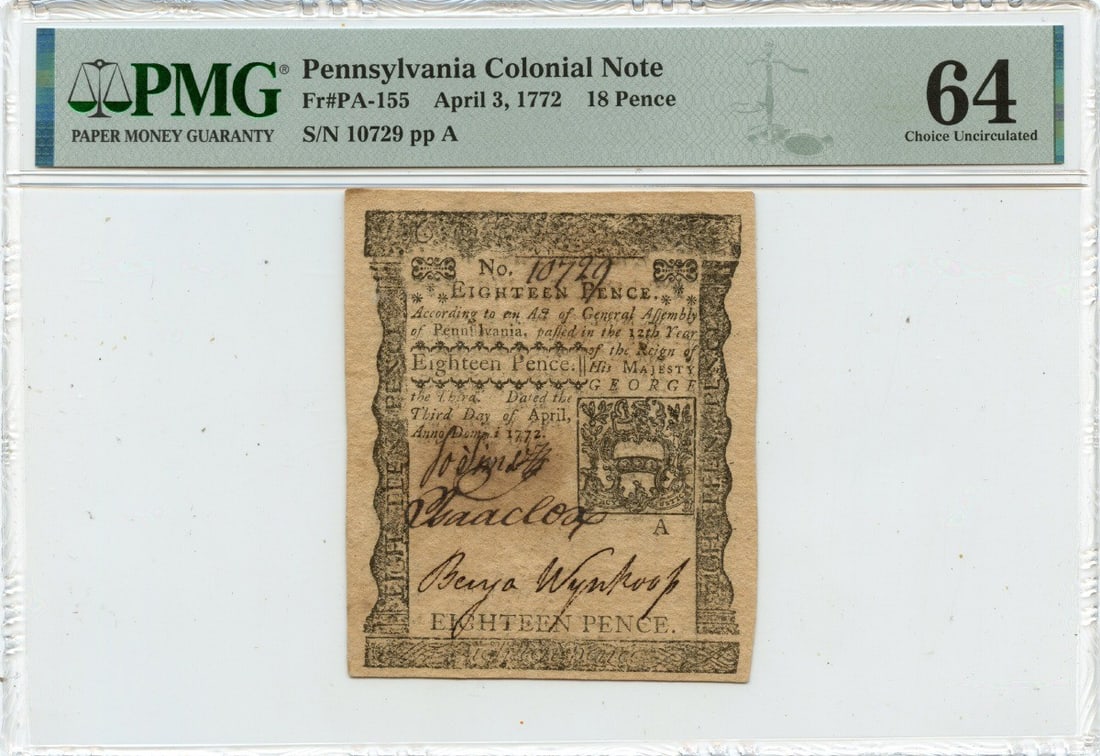 PMG®
PAPER MONEY GUARANTY
Pennsylvania Colonial Note
Fr#PA-155 April 3, 1772 18 Pence
S/N 10729 pp A
64
Choice Uncirculated
No. 10729
EIGHTEEN PENCE.
According to an Act of General Assembly
of Pennsylvania, passed in the 12th Year
of the Reign of
Eighteen Pence. His MAJESTY
GEORGE
the Third. Dated the
Third Day of April,
Anno Domini 1772.
Isaac Cox
A
Benja Wynkoop
EIGHTEEN PENCE.